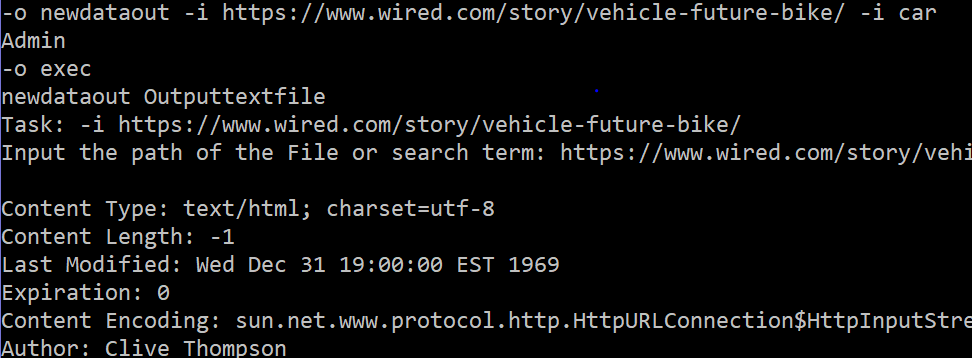 -o newdataout -i https://www.wired.com/story/vehicle-future-bike/ -i car
Admin
-o exec
newdataout Outputtextfile
Task: -i https://www.wired.com/story/vehicle-future-bike/
Input the path of the File or search term: https://www.wired.com/story/vehi
Content Type: text/html; charset=utf-8
Content Length: -1
Last Modified: Wed Dec 31 19:00:00 EST 1969
Expiration: 0
Content Encoding: sun.net.www.protocol.http.HttpURLConnection$HttpInputStre
Author: Clive Thompson